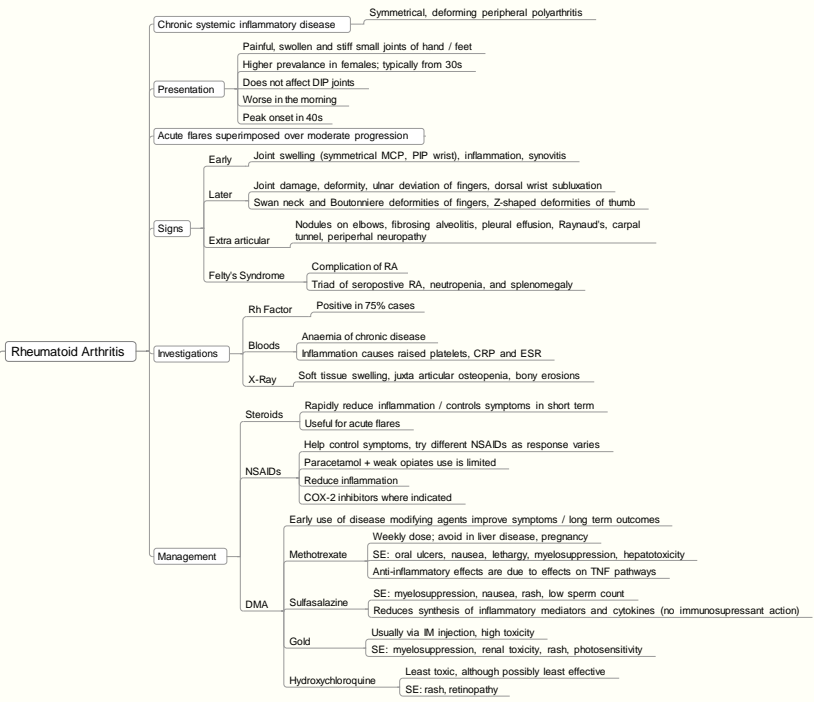 Rheumatoid Arthritis
Chronic systemic inflammatory disease
Symmetrical, deforming peripheral polyarthritis
Presentation
Painful, swollen and stiff small joints of hand / feet
Higher prevalence in females; typically from 30s
Does not affect DIP joints
Worse in the morning
Peak onset in 40s
Acute flares superimposed over moderate progression
Signs
Early
Joint swelling (symmetrical MCP, PIP wrist), inflammation, synovitis
Later
Joint damage, deformity, ulnar deviation of fingers, dorsal wrist subluxation
Swan neck and Boutonniere deformities of fingers, Z-shaped deformities of thumb
Extra articular
Nodules on elbows, fibrosing alveolitis, pleural effusion, Raynaud's, carpal
tunnel, periperhal neuropathy
Felty's Syndrome
Complication of RA
Triad of seropostive RA, neutropenia, and splenomegaly
Investigations
Rh Factor
Positive in 75% cases
Bloods
Anaemia of chronic disease
Inflammation causes raised platelets, CRP and ESR
X-Ray
Soft tissue swelling, juxta articular osteopenia, bony erosions
Management
Steroids
Rapidly reduce inflammation / controls symptoms in short term
Useful for acute flares
NSAIDs
Help control symptoms, try different NSAIDs as response varies
Paracetamol + weak opiates use is limited
Reduce inflammation
COX-2 inhibitors where indicated
DMA
Early use of disease modifying agents improve symptoms / long term outcomes
Methotrexate
Weekly dose; avoid in liver disease, pregnancy
SE: oral ulcers, nausea, lethargy, myelosuppression, hepatotoxicity
Anti-inflammatory effects are due to effects on TNF pathways
Sulfasalazine
SE: myelosuppression, nausea, rash, low sperm count
Reduces synthesis of inflammatory mediators and cytokines (no immunosupressant action)
Gold
Usually via IM injection, high toxicity
SE: myelosuppression, renal toxicity, rash, photosensitivity
Hydroxychloroquine
Least toxic, although possibly least effective
SE: rash, retinopathy